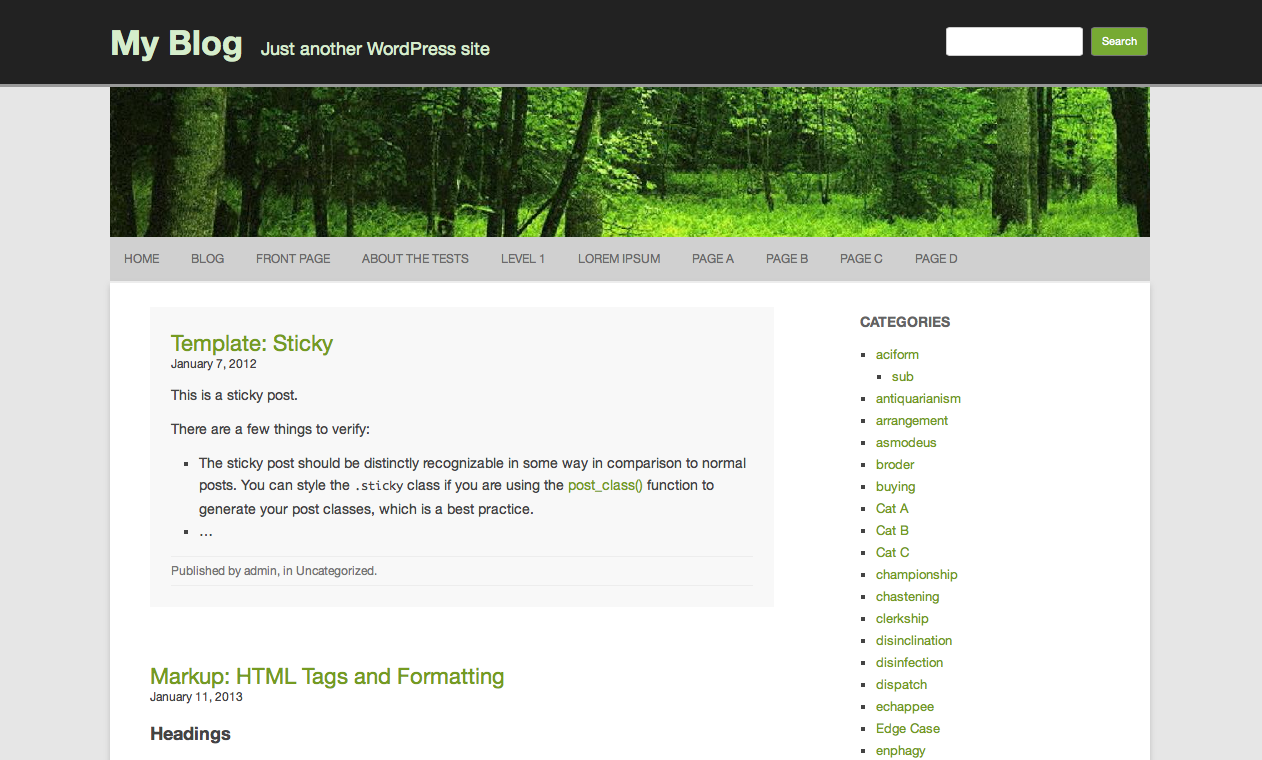 My Blog Just another WordPress site
Search
HOME BLOG FRONT PAGE ABOUT THE TESTS LEVEL 1 LOREM IPSUM PAGE A PAGE B PAGE C PAGE D
Template: Sticky
January 7, 2012
This is a sticky post.
There are a few things to verify:
The sticky post should be distinctly recognizable in some way in comparison to normal
posts. You can style the .sticky class if you are using the post_class() function to
generate your post classes, which is a best practice.
…
Published by admin, in Uncategorized.
Markup: HTML Tags and Formatting
January 11, 2013
Headings
CATEGORIES
aciform
sub
antiquarianism
arrangement
asmodeus
broder
buying
Cat A
Cat B
Cat C
championship
chastening
clerkship
disinclination
disinfection
dispatch
echappee
Edge Case
enphagy